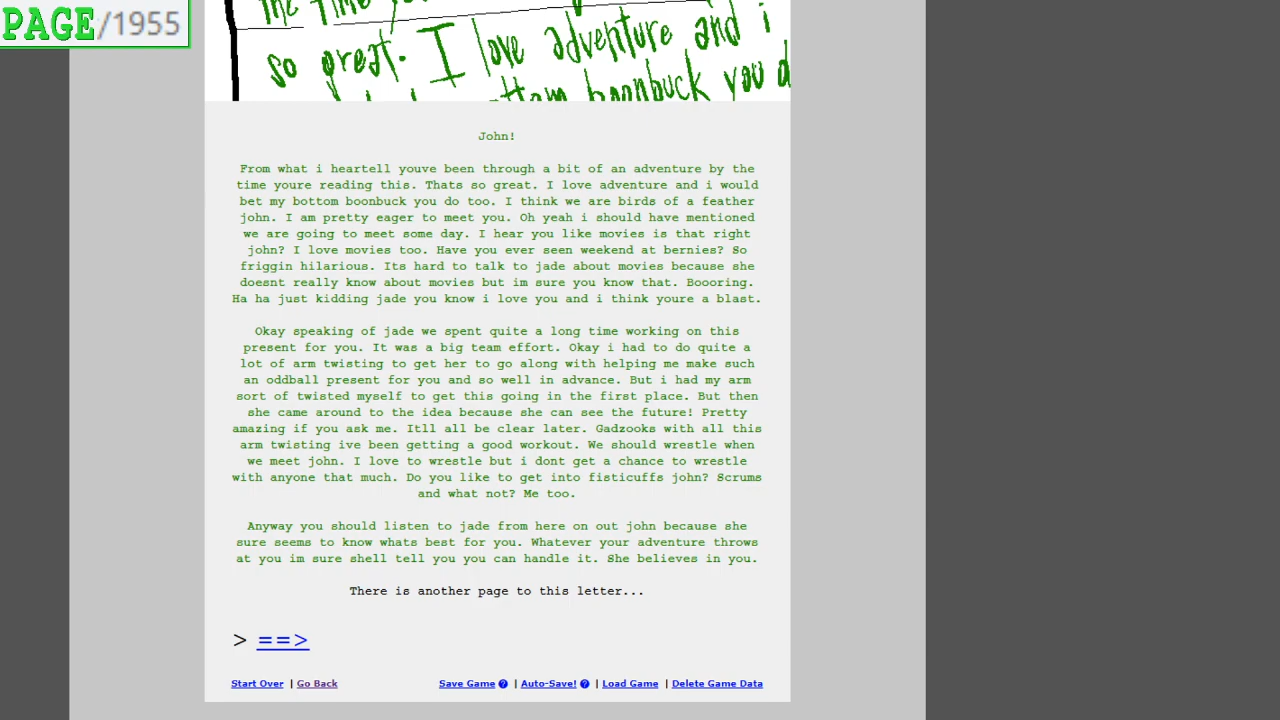 PAGE/1955
the time yo
so great. I love adventure and i
boonbuck you d
John!
From what i heartell youve been through a bit of an adventure by the
time youre reading this. Thats so great. I love adventure and i would
bet my bottom boonbuck you do too. I think we are birds of a feather
john. I am pretty eager to meet you. Oh yeah i should have mentioned
we are going to meet some day. I hear you like movies is that right
john? I love movies too. Have you ever seen weekend at bernies? So
friggin hilarious. Its hard to talk to jade about movies because she
doesnt really know about movies but im sure you know that. Boooring.
Ha ha just kidding jade you know i love you and i think youre a blast.
Okay speaking of jade we spent quite a long time working on this
present for you. It was a big team effort. Okay i had to do quite a
lot of arm twisting to get her to go along with helping me make such
an oddball present for you and so well in advance. But i had my arm
sort of twisted myself to get this going in the first place. But then
she came around to the idea because she can see the future! Pretty
amazing if you ask me. Itll all be clear later. Gadzooks with all this
arm twisting ive been getting a good workout. We should wrestle when
we meet john. I love to wrestle but i dont get a chance to wrestle
with anyone that much. Do you like to get into fisticuffs john? Scrums
and what not? Me too.
Anyway you should listen to jade from here on out john because she
sure seems to know whats best for you. Whatever your adventure throws
at you im sure shell tell you you can handle it. She believes in you.
There is another page to this letter...
> ==>
Start Over | Go Back Save Game ? | Auto-Save! ? | Load Game | Delete Game Data